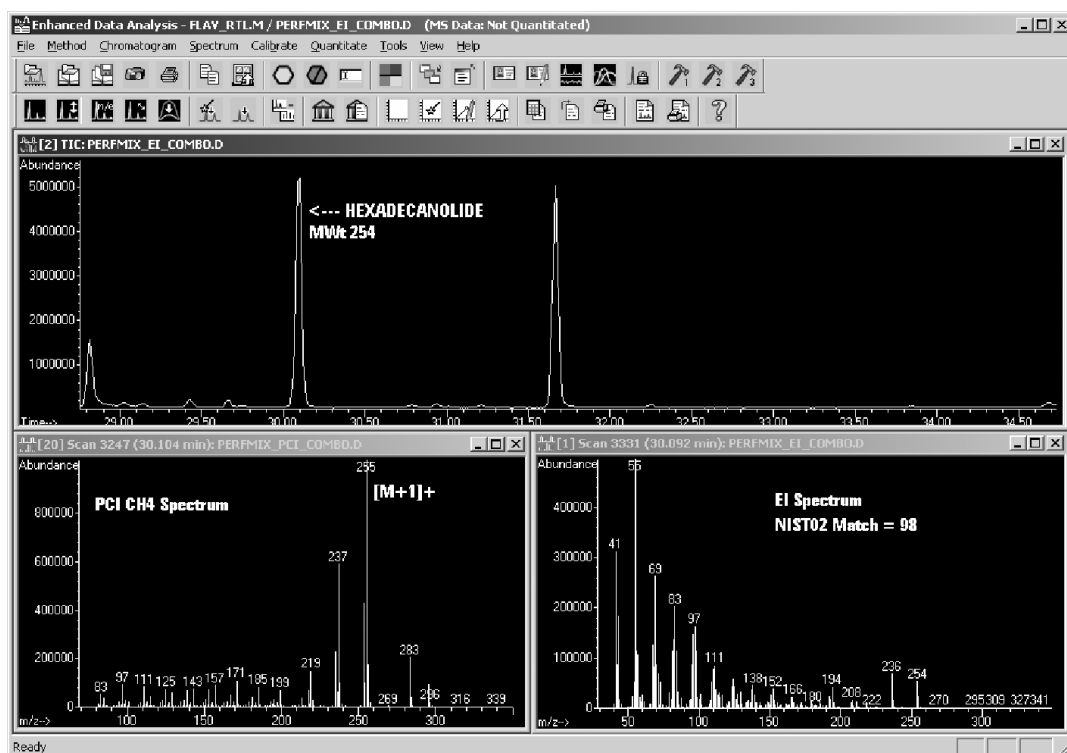 Enhanced Data Analysis - FLAV_RTL.M / PERFMIX_EI_COMBO.D (MS Data: Not Quantitated)
File Method Chromatogram Spectrum Calibrate Quantitate Tools View Help
[2] TIC: PERFMIX_EI_COMBO.D
Abundance
5000000
<--- HEXADECANOLIDE
MWt 254
4000000
3000000
2000000
1000000
Time--> 29.00 29.50 30.00 30.50 31.00 31.50 32.00 32.50 33.00 33.50 34.00 34.50
[20] Scan 3247 (30.104 min): PERFMIX_PCI_COMBO.D
Abundance
255
[M+1]+
PCI CH4 Spectrum
800000
600000
237
400000
200000
283
219
83 97 111 125 143 157 171 185 199
269 296 316 339
0
m/z--> 100 150 200 250 300
[1] Scan 3331 (30.092 min): PERFMIX_EI_COMBO.D
Abundance
55
EI Spectrum
NIST02 Match = 98
400000
41
300000
69
83
200000
97
111
100000
138 152 166 180 194 208 222 236 254 270 295 309 327 341
0
m/z--> 50 100 150 200 250 300
Ready